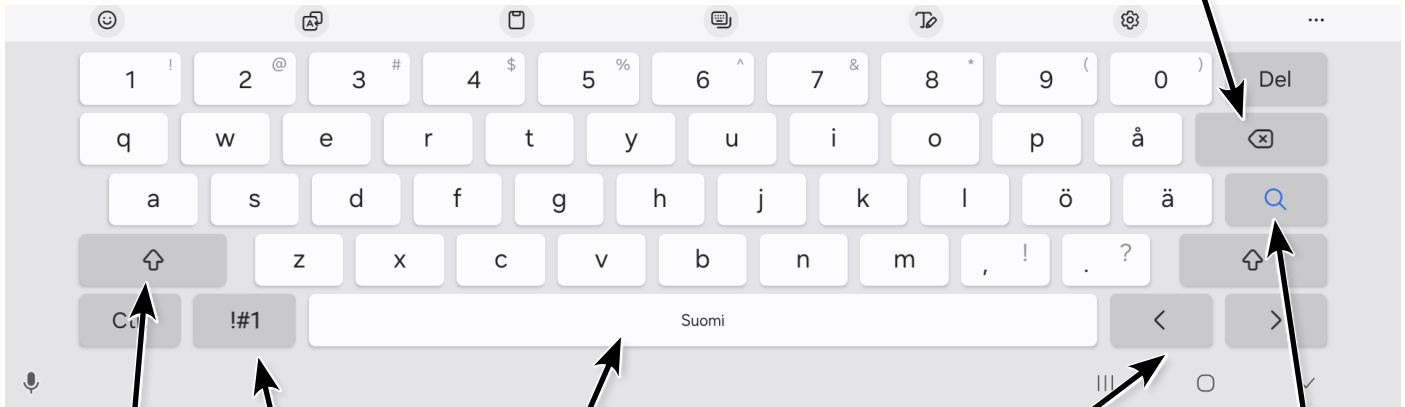 1 ! 2 @ 3 # 4 $ 5 % 6 ^ 7 & 8 * 9 ( 0 ) Del
q w e r t y u i o p å
a s d f g h j k l ö ä
z x c v b n m , ! . ?
!#1 Suomi < >